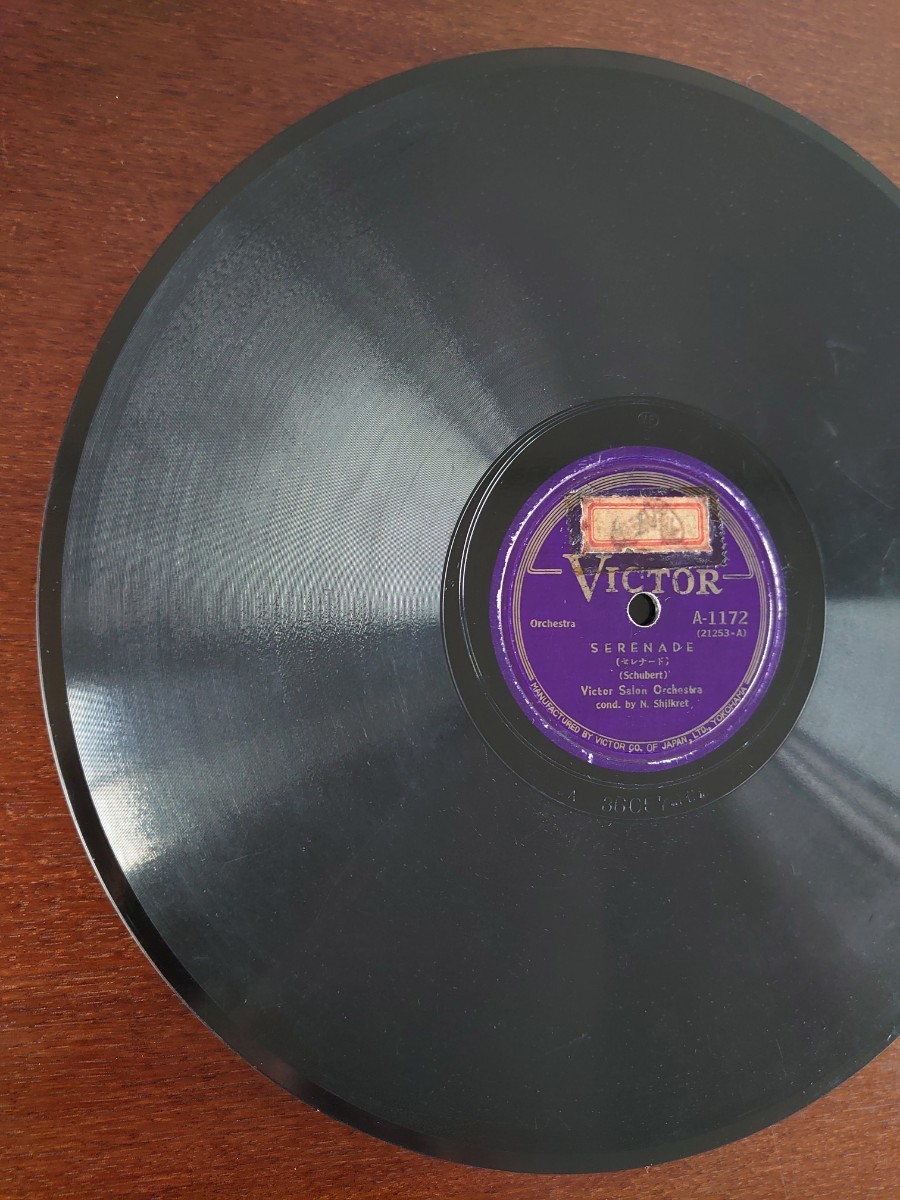 VICTOR
Orchestra
A-1172
(21253-A)
SERENADE
(セレナード)
(Schubert)
Victor Salon Orchestra
cond. by N. Shilkret
MANUFACTURED BY VICTOR CO. OF JAPAN, LTD., YOKOHAMA
A